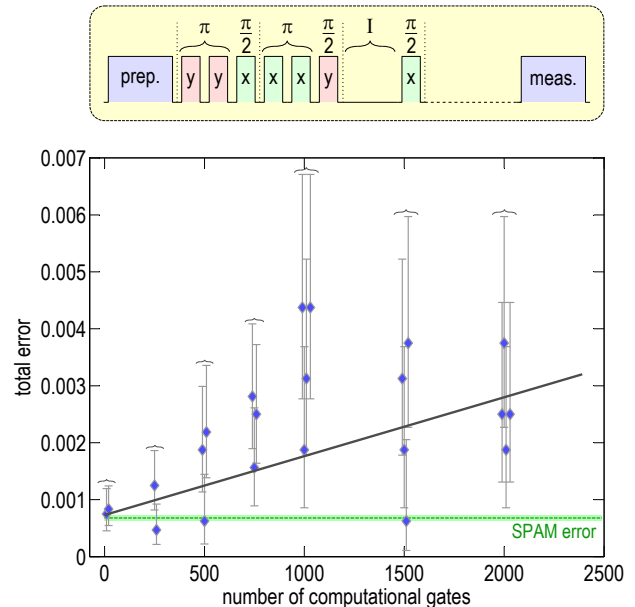 π π/2 π π/2 I π/2
prep. y y x x x y x meas.
0.007
0.006
0.005
0.004
0.003
0.002
0.001
0
total error
SPAM error
0 500 1000 1500 2000 2500
number of computational gates